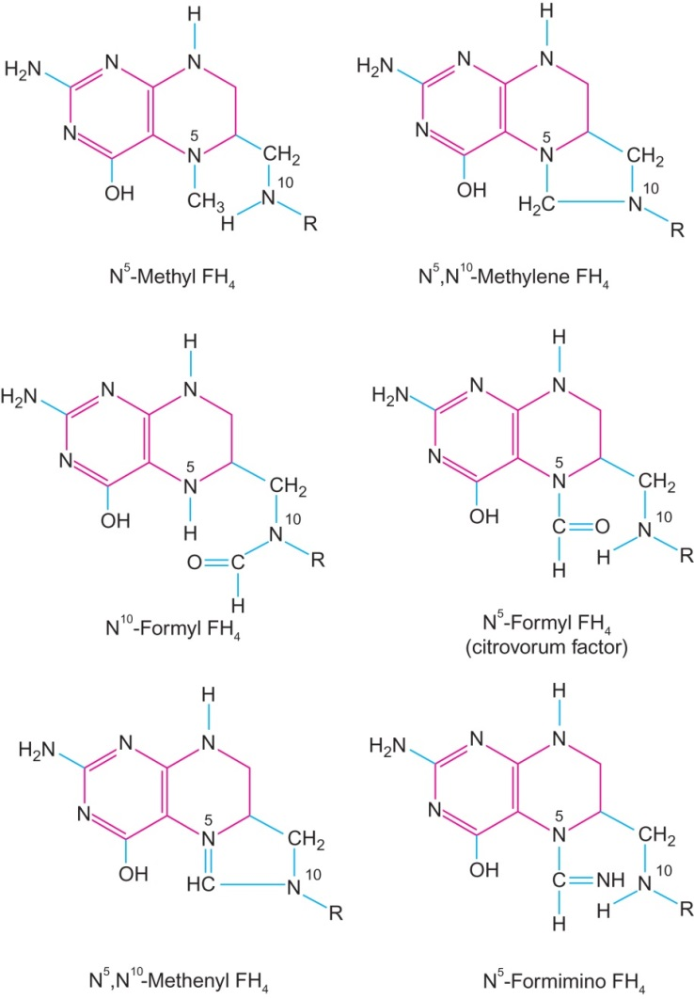 H
H₂N N N
N 5 CH₂
N
OH CH₃ 10
N
H R
N⁵-Methyl FH₄
H
H₂N N N
N 5 CH₂
N
OH H₂C 10
N
R
N⁵,N¹⁰-Methylene FH₄
H
H₂N N N
N 5
N CH₂
OH H 10
N
O C R
H
N¹⁰-Formyl FH₄
H
H₂N N N
N 5
N CH₂
OH C O 10
N
H H R
N⁵-Formyl FH₄
(citrovorum factor)
H
H₂N N N
N 5
N CH₂
OH HC 10
N
R
N⁵,N¹⁰-Methenyl FH₄
H
H₂N N N
N 5
N CH₂
OH C NH 10
N
H H R
N⁵-Formimino FH₄